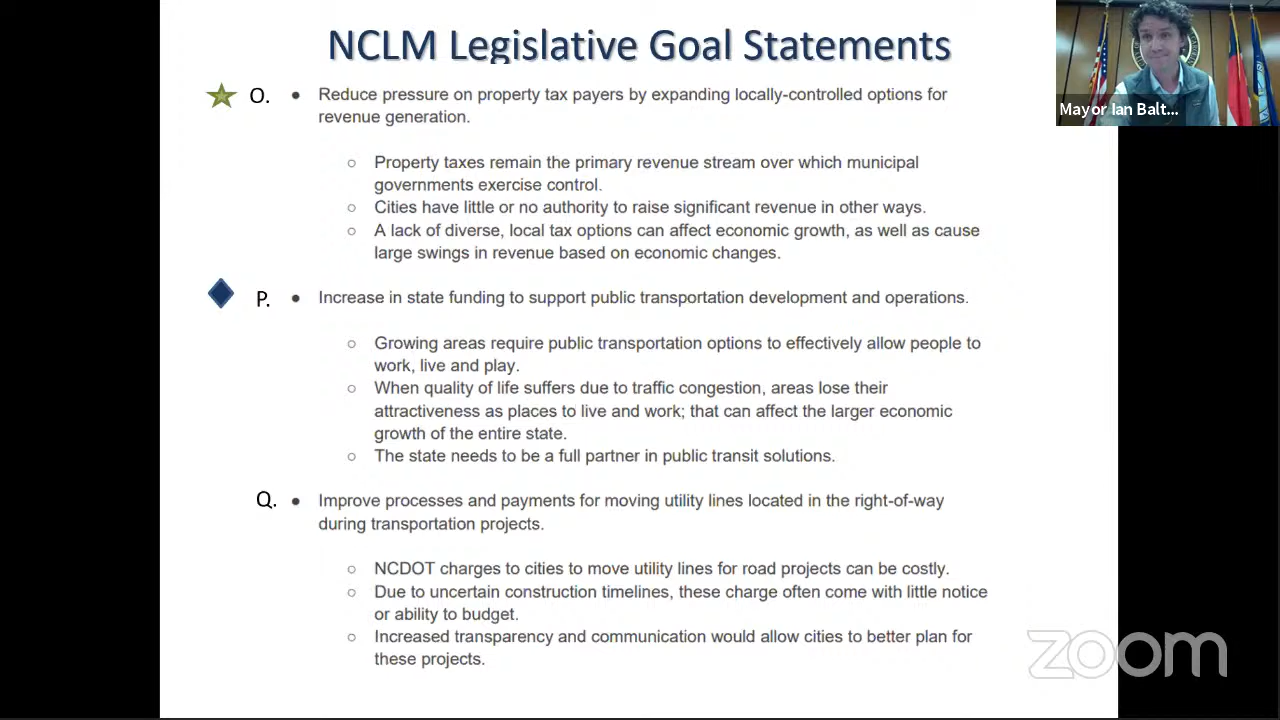 NCLM Legislative Goal Statements
Mayor Ian Balt...
O. • Reduce pressure on property tax payers by expanding locally-controlled options for
revenue generation.
○ Property taxes remain the primary revenue stream over which municipal
governments exercise control.
○ Cities have little or no authority to raise significant revenue in other ways.
○ A lack of diverse, local tax options can affect economic growth, as well as cause
large swings in revenue based on economic changes.
P. • Increase in state funding to support public transportation development and operations.
○ Growing areas require public transportation options to effectively allow people to
work, live and play.
○ When quality of life suffers due to traffic congestion, areas lose their
attractiveness as places to live and work; that can affect the larger economic
growth of the entire state.
○ The state needs to be a full partner in public transit solutions.
Q. • Improve processes and payments for moving utility lines located in the right-of-way
during transportation projects.
○ NCDOT charges to cities to move utility lines for road projects can be costly.
○ Due to uncertain construction timelines, these charge often come with little notice
or ability to budget.
○ Increased transparency and communication would allow cities to better plan for
these projects.
zoom